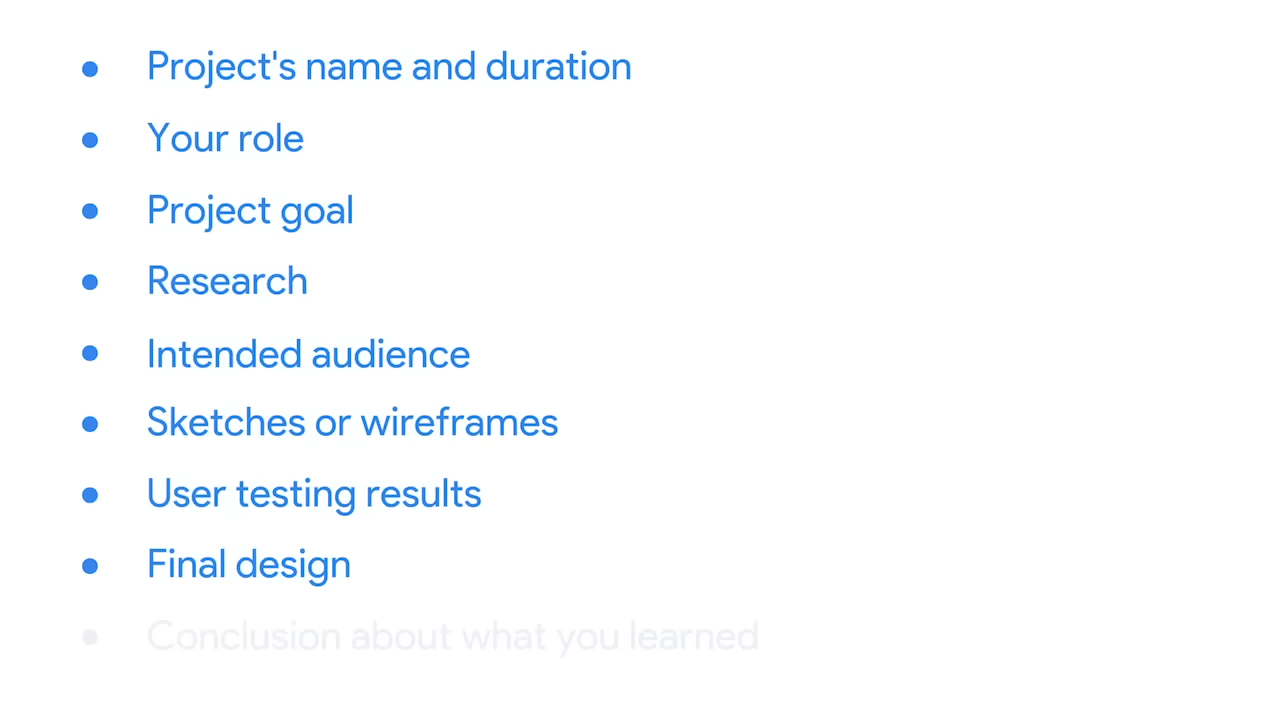 • Project's name and duration
• Your role
• Project goal
• Research
• Intended audience
• Sketches or wireframes
• User testing results
• Final design
• Conclusion about what you learned